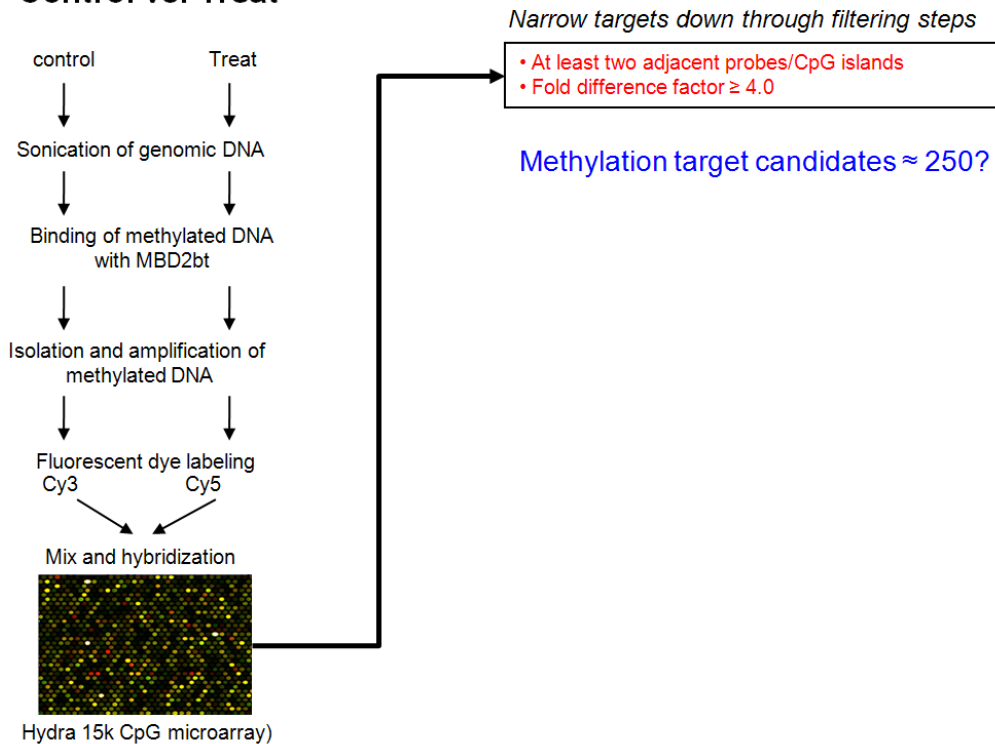 Control vs. Treat
Narrow targets down through filtering steps
control Treat
• At least two adjacent probes/CpG islands
• Fold difference factor ≥ 4.0
Sonication of genomic DNA
Methylation target candidates ≈ 250?
Binding of methylated DNA
with MBD2bt
Isolation and amplification of
methylated DNA
Fluorescent dye labeling
Cy3 Cy5
Mix and hybridization
Hydra 15k CpG microarray)